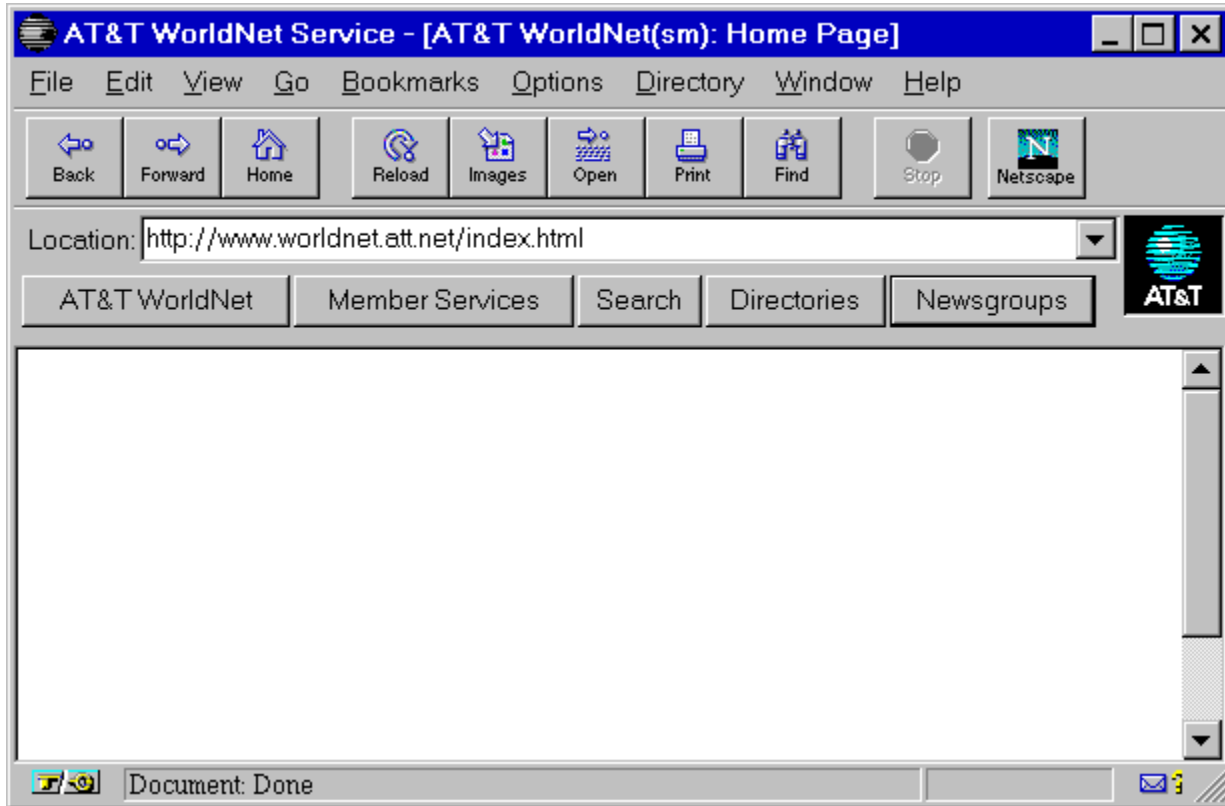 AT&T WorldNet Service - [AT&T WorldNet(sm): Home Page]
File Edit View Go Bookmarks Options Directory Window Help
Back Forward Home Reload Images Open Print Find Stop N Netscape
Location: http://www.worldnet.att.net/index.html
AT&T WorldNet Member Services Search Directories Newsgroups AT&T
Document: Done